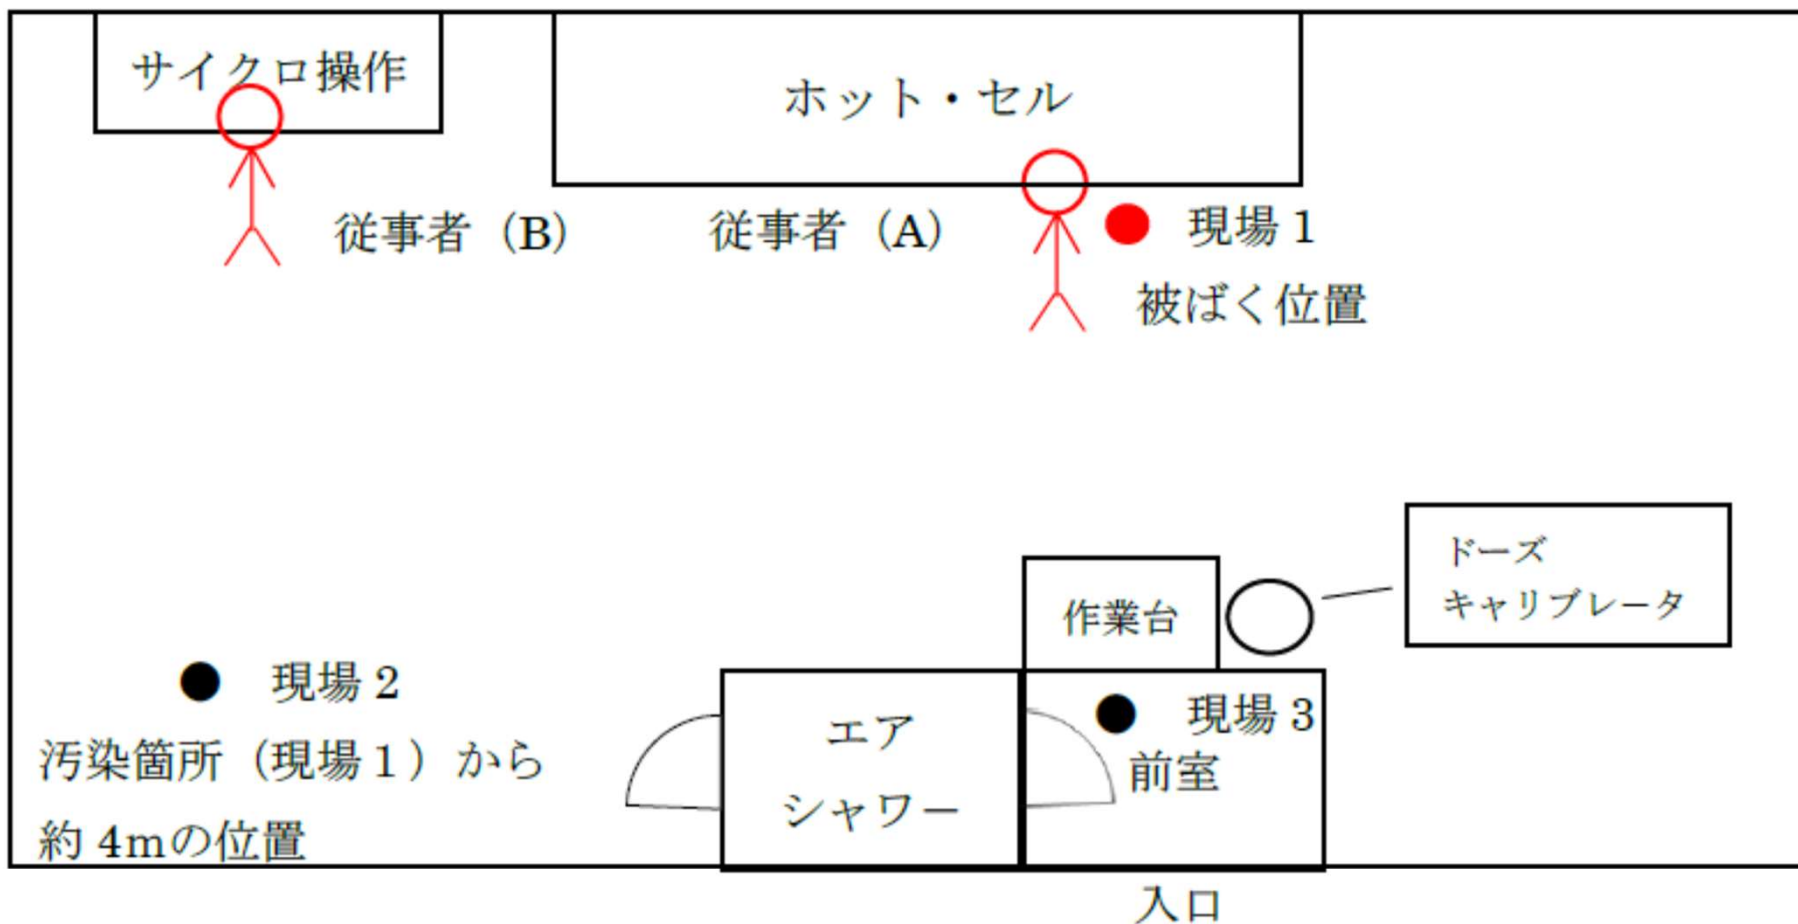 サイクロ操作
ホット・セル
従事者（B）
従事者（A）
現場 1
被ばく位置
ドーズ
キャリブレータ
作業台
現場 2
汚染箇所（現場１）から
約 4mの位置
エア
シャワー
現場 3
前室
入口